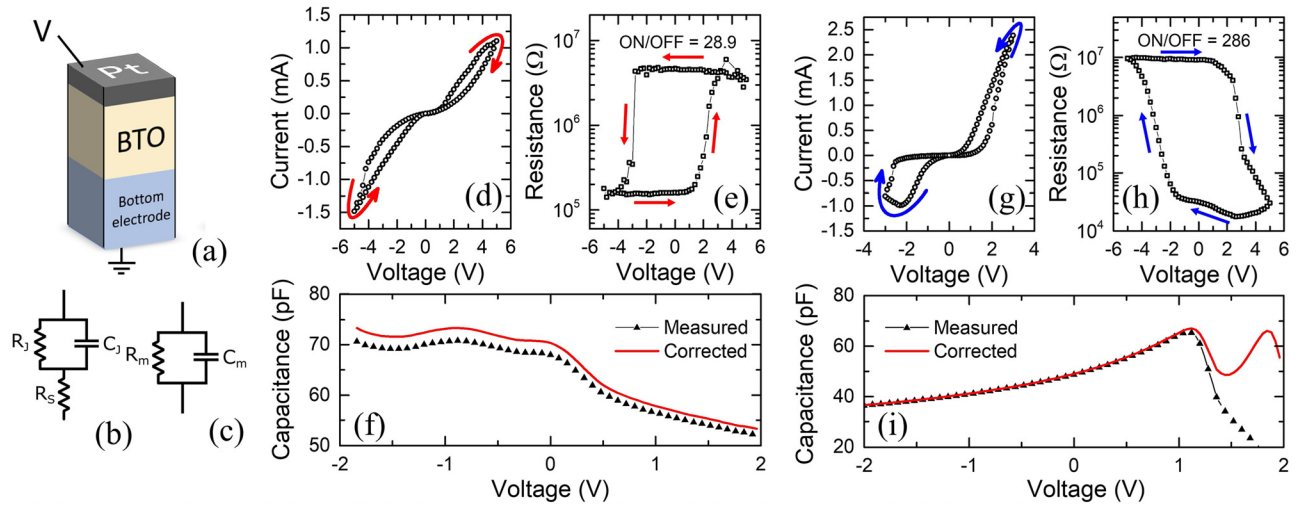 V
Pt
BTO
Bottom
electrode
(a)
R_J
C_J
R_S
(b)
R_m
C_m
(c)
Current (mA)
1.5
1.0
0.5
0.0
-0.5
-1.0
-1.5
(d)
-6 -4 -2 0 2 4 6
Voltage (V)
Resistance (Ω)
10^7
10^6
10^5
ON/OFF = 28.9
(e)
-6 -4 -2 0 2 4 6
Voltage (V)
Capacitance (pF)
80
70
60
50
Measured
Corrected
(f)
-2 -1 0 1 2
Voltage (V)
Current (mA)
2.5
2.0
1.5
1.0
0.5
0.0
-0.5
-1.0
-1.5
(g)
-4 -2 0 2 4
Voltage (V)
Resistance (Ω)
10^7
10^6
10^5
10^4
ON/OFF = 286
(h)
-6 -4 -2 0 2 4 6
Voltage (V)
Capacitance (pF)
80
60
40
20
Measured
Corrected
(i)
-2 -1 0 1 2
Voltage (V)